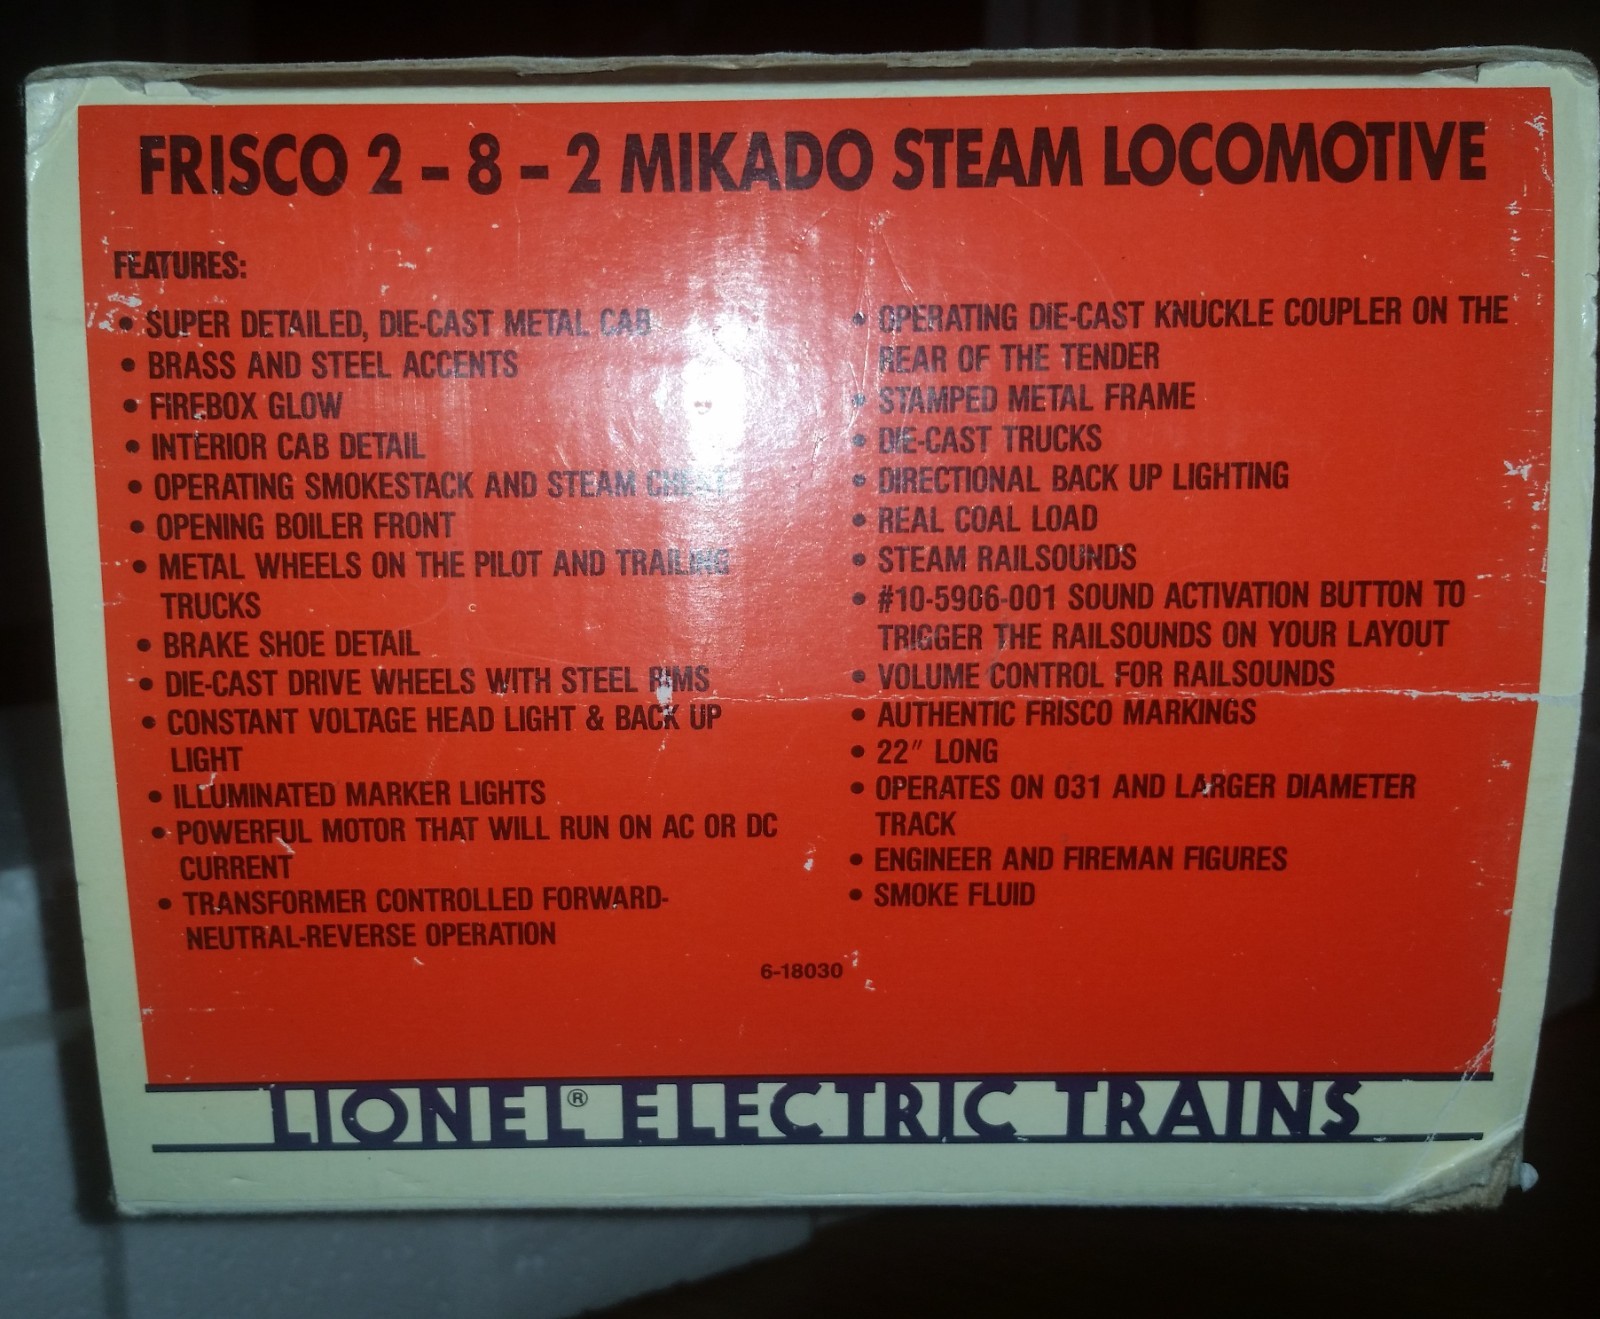 FRISCO 2 - 8 - 2 MIKADO STEAM LOCOMOTIVE
FEATURES:
• SUPER DETAILED, DIE-CAST METAL CAB
• BRASS AND STEEL ACCENTS
• FIREBOX GLOW
• INTERIOR CAB DETAIL
• OPERATING SMOKESTACK AND STEAM CHEST
• OPENING BOILER FRONT
• METAL WHEELS ON THE PILOT AND TRAILING
TRUCKS
• BRAKE SHOE DETAIL
• DIE-CAST DRIVE WHEELS WITH STEEL RIMS
• CONSTANT VOLTAGE HEAD LIGHT & BACK UP
LIGHT
• ILLUMINATED MARKER LIGHTS
• POWERFUL MOTOR THAT WILL RUN ON AC OR DC
CURRENT
• TRANSFORMER CONTROLLED FORWARD-
NEUTRAL-REVERSE OPERATION
• OPERATING DIE-CAST KNUCKLE COUPLER ON THE
REAR OF THE TENDER
• STAMPED METAL FRAME
• DIE-CAST TRUCKS
• DIRECTIONAL BACK UP LIGHTING
• REAL COAL LOAD
• STEAM RAILSOUNDS
• #10-5906-001 SOUND ACTIVATION BUTTON TO
TRIGGER THE RAILSOUNDS ON YOUR LAYOUT
• VOLUME CONTROL FOR RAILSOUNDS
• AUTHENTIC FRISCO MARKINGS
• 22" LONG
• OPERATES ON 031 AND LARGER DIAMETER
TRACK
• ENGINEER AND FIREMAN FIGURES
• SMOKE FLUID
6-18030
LIONEL® ELECTRIC TRAINS